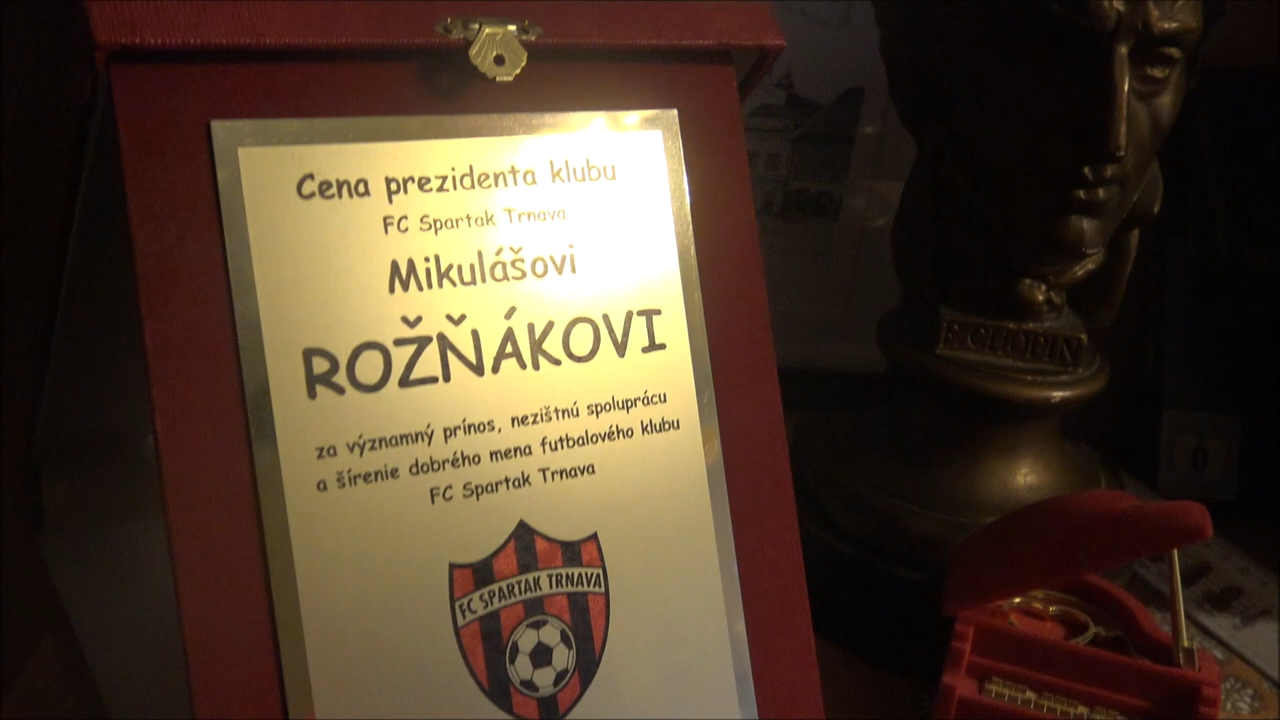 Cena prezidenta klubu
FC Spartak Trnava
Mikulášovi
ROŽŇÁKOVI
za významný prínos, nezištnú spoluprácu
a šírenie dobrého mena futbalového klubu
FC Spartak Trnava
FC SPARTAK TRNAVA
F. CHOPIN